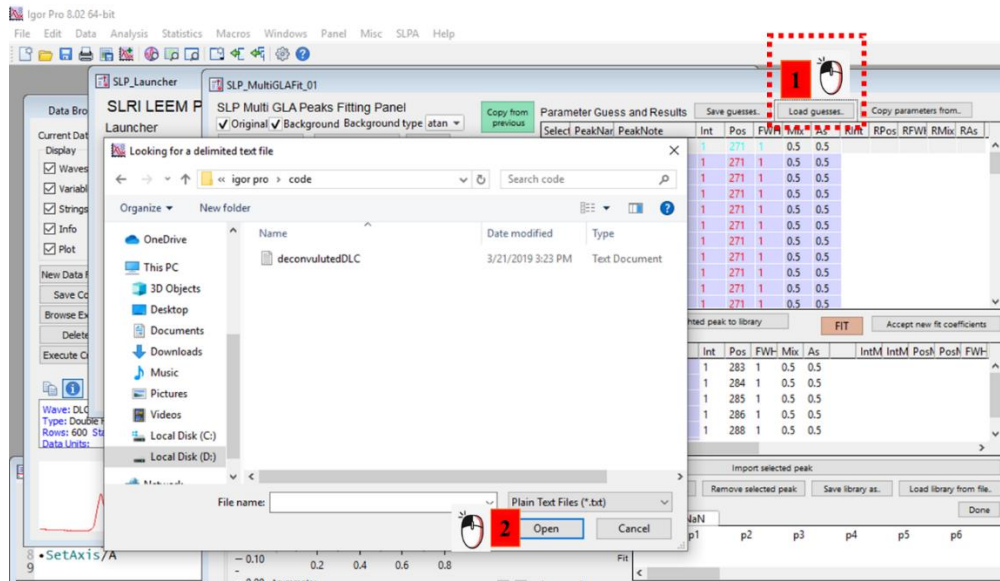 Igor Pro 8.02 64-bit
File Edit Data Analysis Statistics Macros Windows Panel Misc SLPA Help
1
SLP_Launcher
SLP_MultiGLAFit_01
Data Bro
SLRI LEEM P
Launcher
SLP Multi GLA Peaks Fitting Panel
Original Background Background type atan
Copy from previous
Parameter Guess and Results Save guesses.. Load guesses.. Copy parameters from..
Select PeakNar PeakNote Int Pos FWH Mix As RInt RPos RFWH RMix RAs
1 271 1 0.5 0.5
1 271 1 0.5 0.5
1 271 1 0.5 0.5
1 271 1 0.5 0.5
1 271 1 0.5 0.5
1 271 1 0.5 0.5
1 271 1 0.5 0.5
1 271 1 0.5 0.5
1 271 1 0.5 0.5
1 271 1 0.5 0.5
1 271 1 0.5 0.5
hted peak to library FIT Accept new fit coefficients
Int Pos FWH Mix As IntM IntM PosM PosM FWH
1 283 1 0.5 0.5
1 284 1 0.5 0.5
1 285 1 0.5 0.5
1 286 1 0.5 0.5
1 288 1 0.5 0.5
Import selected peak
Remove selected peak Save library as.. Load library from file..
Done
NaN
p1 p2 p3 p4 p5 p6
Current Dat
Display
Waves
Variabl
Strings
Info
Plot
New Data F
Save Co
Browse Ex
Delete
Execute C
Wave: DLC
Type: Double F
Rows: 600 Sta
Data Units:
Looking for a delimited text file
« igor pro › code
Search code
Organize New folder
OneDrive
This PC
3D Objects
Desktop
Documents
Downloads
Music
Pictures
Videos
Local Disk (C:)
Local Disk (D:)
Network
Name Date modified Type
deconvulutedDLC 3/21/2019 3:23 PM Text Document
File name: Plain Text Files (*.txt)
2
Open Cancel
8 •SetAxis/A
9
0.10
0.2 0.4 0.6 0.8
Fit